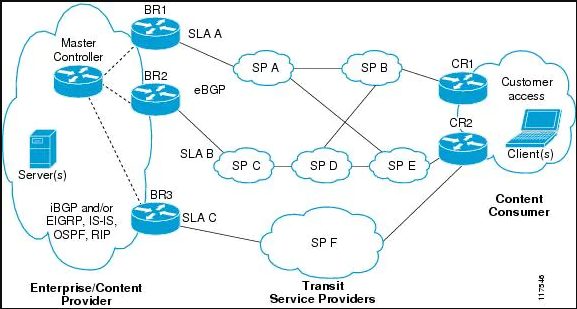 BR1
SLA A
Master
Controller
SP A
SP B
CR1
BR2
eBGP
Customer
access
CR2
Server(s)
SLA B
SP C
SP D
SP E
Client(s)
BR3
iBGP and/or
EIGRP, IS-IS,
OSPF, RIP
SLA C
SP F
Content
Consumer
Enterprise/Content
Provider
Transit
Service Providers
117546